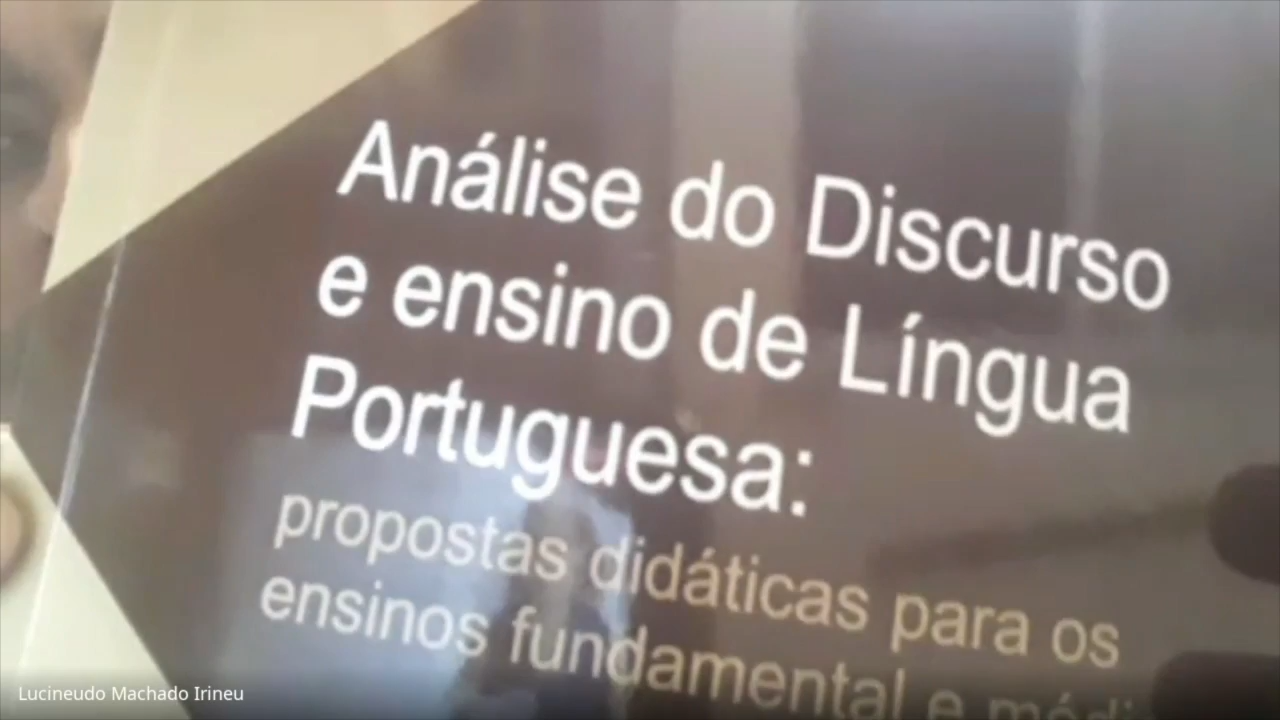 Análise do Discurso
e ensino de Língua
Portuguesa:
propostas didáticas para os
ensinos fundamental e
Lucineudo Machado Irineu